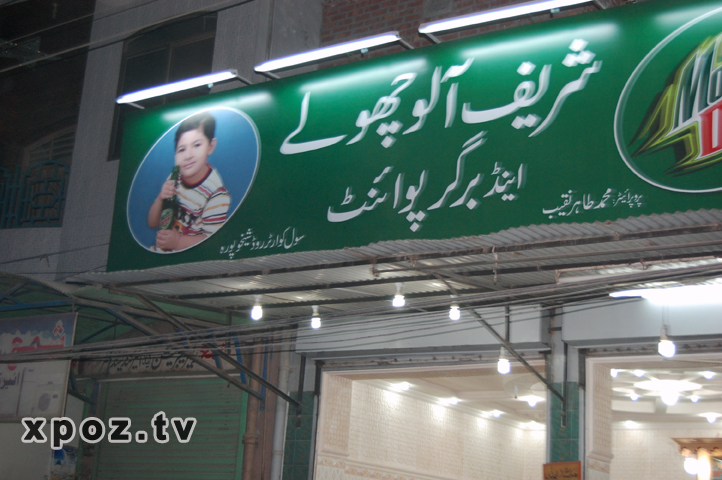 شریف آلو چھولے
اینڈ برگر پوائنٹ
پروپرائیٹر: محمد طاہر نقیب
سول کوارٹر روڈ شیخوپورہ
xpoz.tv